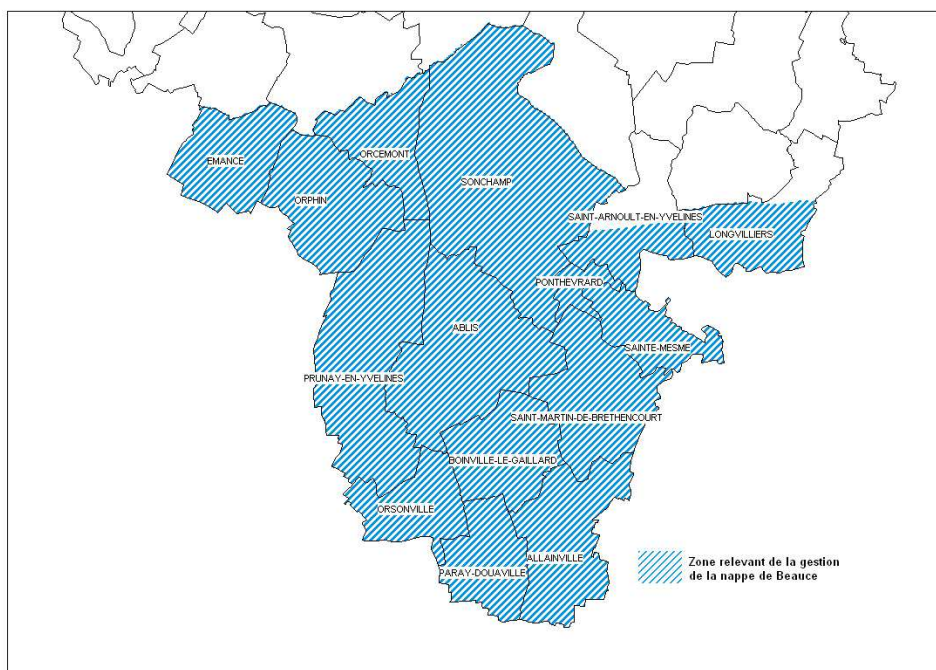 EMANCE
ORCEMONT
SONCHAMP
ORPHIN
SAINT-ARNOULT-EN-YVELINES
LONGVILLIERS
PONTHEVRARD
ABLIS
SAINTE-MESME
PRUNAY-EN-YVELINES
SAINT-MARTIN-DE-BRETHENCOURT
BOINVILLE-LE-GAILLARD
ORSONVILLE
ALLAINVILLE
PARAY-DOUAVILLE
Zone relevant de la gestion
de la nappe de Beauce